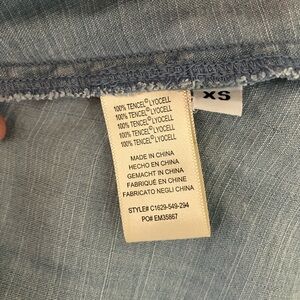 100% TENCEL® LYOCELL
100% TENCEL® LYOCELL
100% TENCEL® LYOCELL
100% TENCEL® LYOCELL
100% TENCEL® LYOCELL
MADE IN CHINA
HECHO EN CHINA
GEMACHT IN CHINA
FABRIQUÉ EN CHINE
FABRICATO NEGLI CHINA
STYLE# C1629-549-294
PO# EM35867
XS